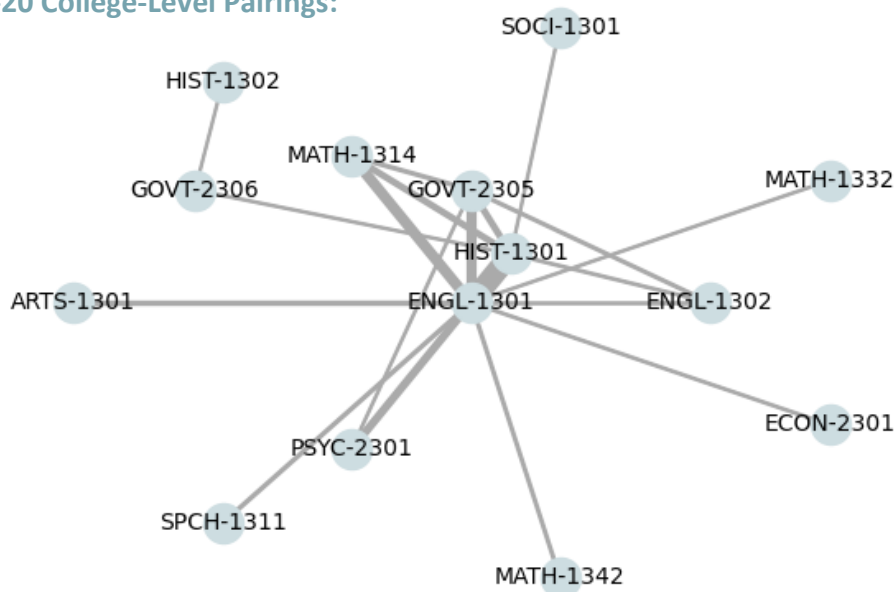 20 College-Level Pairings:
SOCI-1301
HIST-1302
MATH-1314
GOVT-2306
GOVT-2305
MATH-1332
HIST-1301
ARTS-1301
ENGL-1301
ENGL-1302
ECON-2301
PSYC-2301
SPCH-1311
MATH-1342